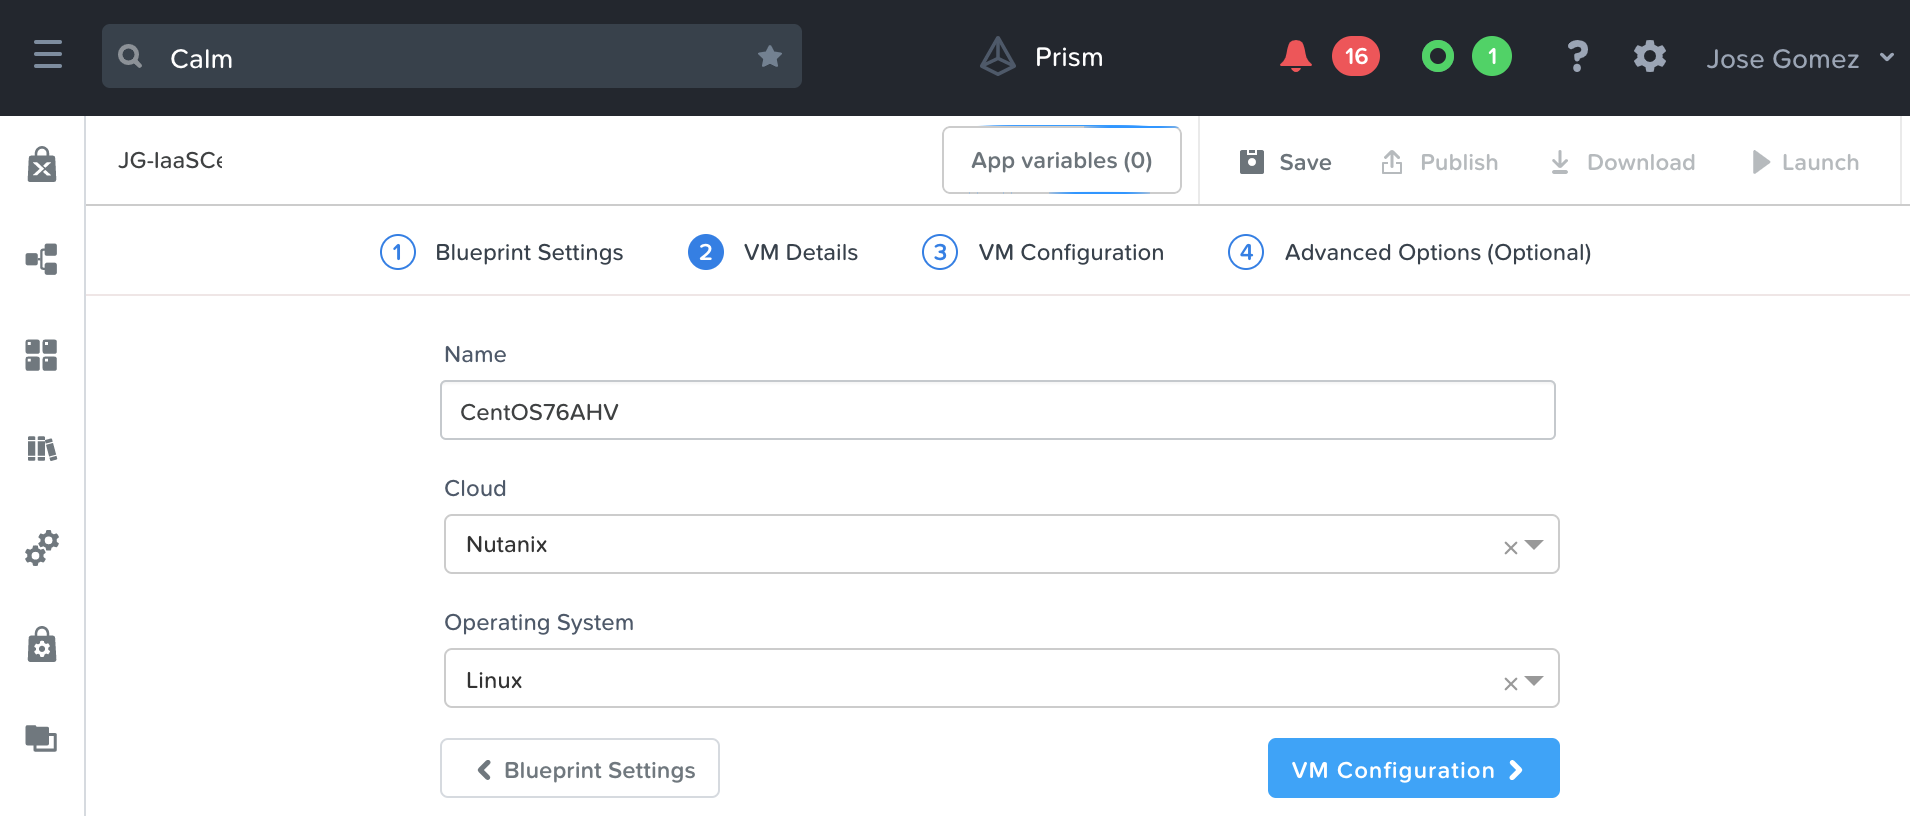 Calm
Prism
16
1
?
Jose Gomez
JG-IaaSCe
App variables (0)
Save
Publish
Download
Launch
1 Blueprint Settings
2 VM Details
3 VM Configuration
4 Advanced Options (Optional)
Name
CentOS76AHV
Cloud
Nutanix
Operating System
Linux
Blueprint Settings
VM Configuration